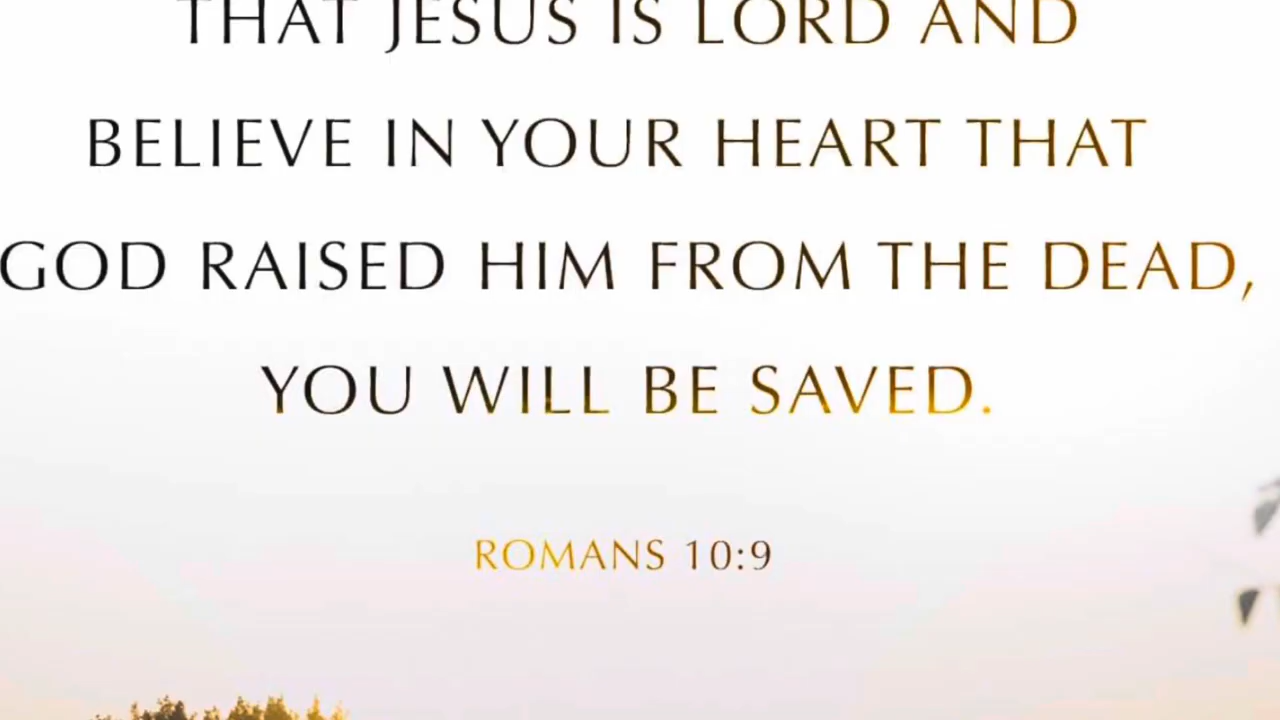 THAT JESUS IS LORD AND
BELIEVE IN YOUR HEART THAT
GOD RAISED HIM FROM THE DEAD,
YOU WILL BE SAVED.
ROMANS 10:9